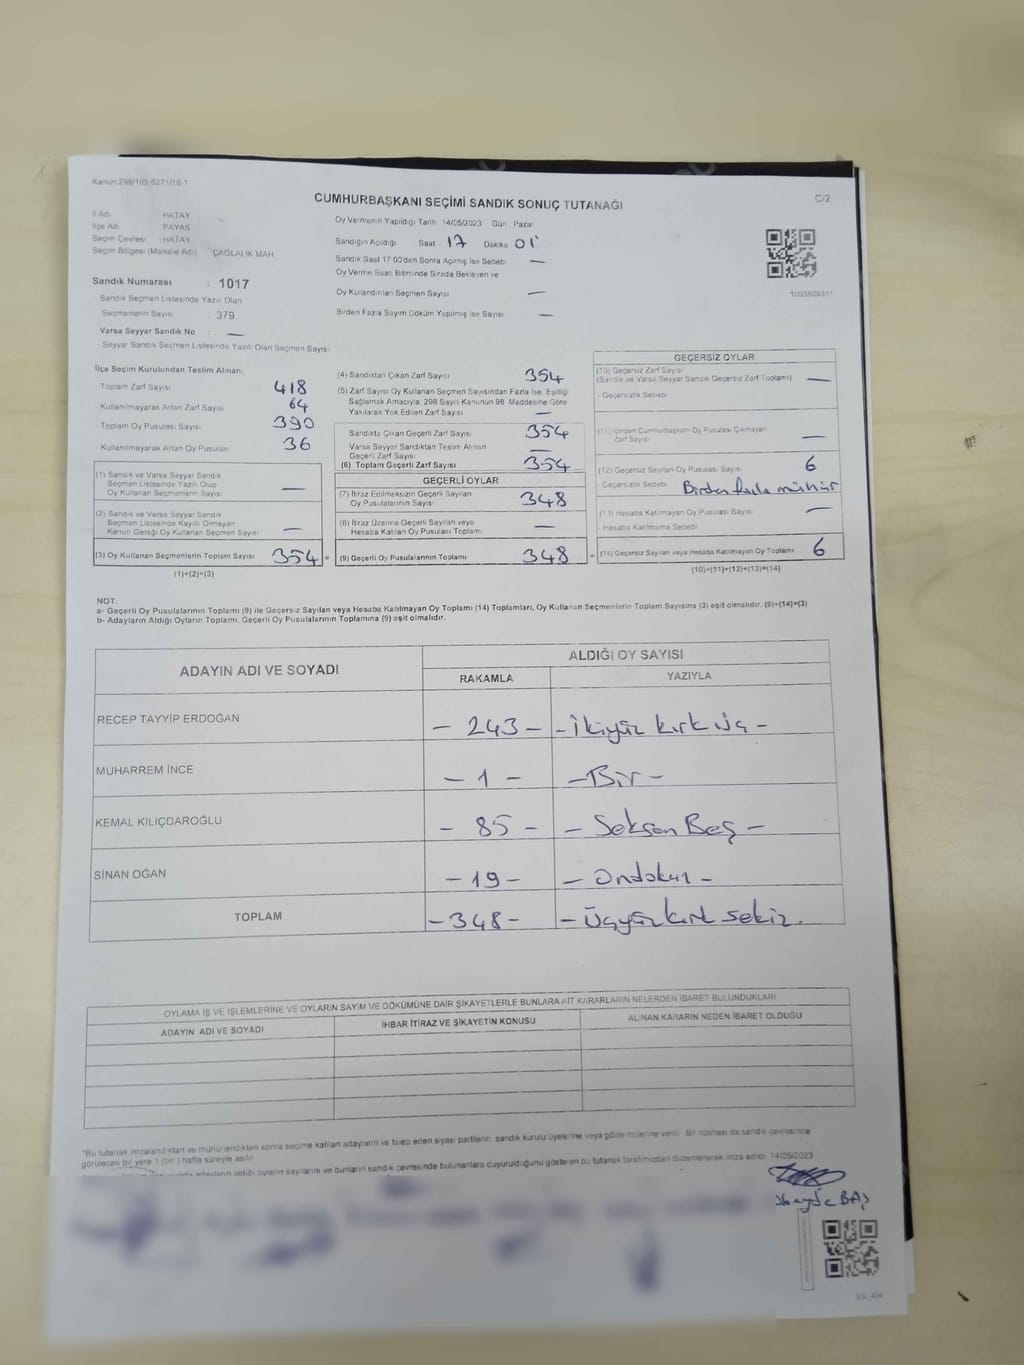 Kanun:298/105,6271/18.1
CUMHURBAŞKANI SEÇİMİ SANDIK SONUÇ TUTANAĞI
C/2
İl Adı : HATAY
İlçe Adı : PAYAS
Seçim Çevresi : HATAY
Seçim Bölgesi (Mahalle Adı) : ÇAĞLALIK MAH
Sandık Numarası : 1017
- Sandık Seçmen Listesinde Yazılı Olan
Seçmenlerin Sayısı : 379
Varsa Seyyar Sandık No : —
- Seyyar Sandık Seçmen Listesinde Yazılı Olan Seçmen Sayısı
Oy Vermenin Yapıldığı Tarih: 14/05/2023 Gün: Pazar
Sandığın Açıldığı Saat 17 Dakika 01
Sandık Saat 17:00'den Sonra Açılmış İse Sebebi —
Oy Verme Saati Bitiminde Sırada Bekleyen ve
Oy Kullandırılan Seçmen Sayısı —
Birden Fazla Sayım Döküm Yapılmış İse Sayısı —
1093809311
İlçe Seçim Kurulundan Teslim Alınan;
- Toplam Zarf Sayısı 418
- Kullanılmayarak Artan Zarf Sayısı 64
- Toplam Oy Pusulası Sayısı 390
- Kullanılmayarak Artan Oy Pusulası 36
(1) Sandık ve Varsa Seyyar Sandık
Seçmen Listesinde Yazılı Olup
Oy Kullanan Seçmenlerin Sayısı —
(2) Sandık ve Varsa Seyyar Sandık
Seçmen Listesinde Kayıtlı Olmayan
Kanun Gereği Oy Kullanan Seçmen Sayısı —
(3) Oy Kullanan Seçmenlerin Toplam Sayısı 354 =
(1)+(2)=(3)
(4) Sandıktan Çıkan Zarf Sayısı 354
(5) Zarf Sayısı Oy Kullanan Seçmen Sayısından Fazla İse, Eşitliği
Sağlamak Amacıyla, 298 Sayılı Kanunun 98. Maddesine Göre
Yakılarak Yok Edilen Zarf Sayısı —
Sandıkta Çıkan Geçerli Zarf Sayısı 354
Varsa Seyyar Sandıktan Teslim Alınan
Geçerli Zarf Sayısı —
(6) Toplam Geçerli Zarf Sayısı 354
GEÇERLİ OYLAR
(7) İtiraz Edilmeksizin Geçerli Sayılan
Oy Pusulalarının Sayısı 348
(8) İtiraz Üzerine Geçerli Sayılan veya
Hesaba Katılan Oy Pusulası Toplamı —
(9) Geçerli Oy Pusulalarının Toplamı 348 =
GEÇERSİZ OYLAR
(10) Geçersiz Zarf Sayısı
(Sandık ve Varsa Seyyar Sandık Geçersiz Zarf Toplamı) —
- Geçersizlik Sebebi
(11) İçinden Cumhurbaşkanı Oy Pusulası Çıkmayan
Zarf Sayısı —
(12) Geçersiz Sayılan Oy Pusulası Sayısı 6
- Geçersizlik Sebebi Birden fazla mühür
(13) Hesaba Katılmayan Oy Pusulası Sayısı —
- Hesaba Katılmama Sebebi
(14) Geçersiz Sayılan veya Hesaba Katılmayan Oy Toplamı 6
(10)+(11)+(12)+(13)=(14)
NOT:
a- Geçerli Oy Pusulalarının Toplamı (9) ile Geçersiz Sayılan veya Hesaba Katılmayan Oy Toplamı (14) Toplamları, Oy Kullanan Seçmenlerin Toplam Sayısına (3) eşit olmalıdır. (9)+(14)=(3)
b- Adayların Aldığı Oyların Toplamı, Geçerli Oy Pusulalarının Toplamına (9) eşit olmalıdır.
ADAYIN ADI VE SOYADI
ALDIĞI OY SAYISI
RAKAMLA YAZIYLA
RECEP TAYYİP ERDOĞAN - 243 - - İkiyüz kırk üç -
MUHARREM İNCE - 1 - - Bir -
KEMAL KILIÇDAROĞLU - 85 - - Seksen Beş -
SİNAN OĞAN - 19 - - Ondokuz -
TOPLAM - 348 - - Üçyüz kırk sekiz.
OYLAMA İŞ VE İŞLEMLERİNE VE OYLARIN SAYIM VE DÖKÜMÜNE DAİR ŞİKAYETLERLE BUNLARA AİT KARARLARIN NELERDEN İBARET BULUNDUKLARI
ADAYIN ADI VE SOYADI İHBAR İTİRAZ VE ŞİKAYETİN KONUSU ALINAN KARARIN NEDEN İBARET OLDUĞU
*Bu tutanak imzalandıktan ve mühürlendikten sonra seçime katılan adayların ve talep eden siyasi partilerin sandık kurulu üyelerine veya gözlemcilerine verilir. Bir nüshası da sandık çevresinde
görülecek bir yere 1 (bir) hafta süreyle asılır.
adayların aldığı oyların sayılarını ve bunların sandık çevresinde bulunanlara duyurulduğunu gösteren bu tutanak tarafımızdan düzenlenerek imza edildi. 14/05/2023
BAŞ